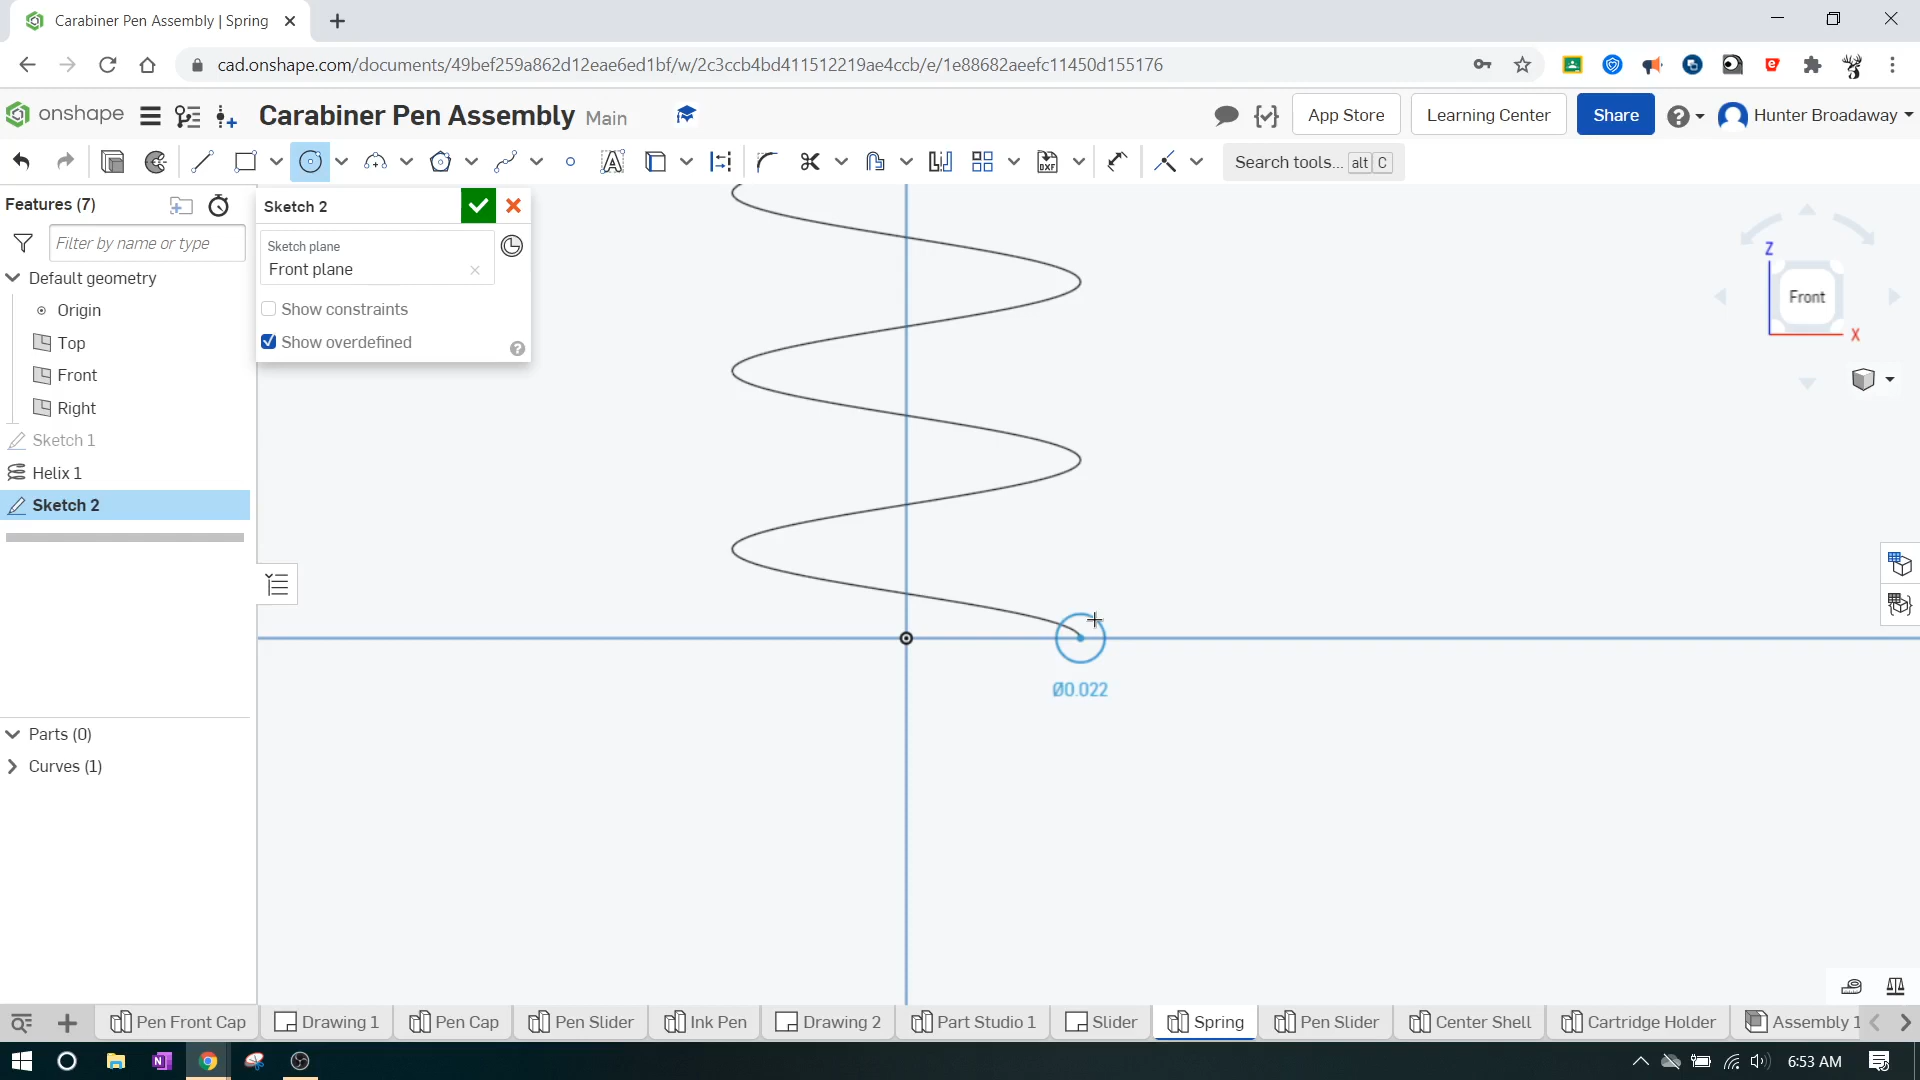 Carabiner Pen Assembly | Spring
cad.onshape.com/documents/49bef259a862d12eae6ed1bf/w/2c3ccb4bd411512219ae4ccb/e/1e88682aeefc11450d155176
onshape
Carabiner Pen Assembly Main
App Store
Learning Center
Share
Hunter Broadaway
DXF
Search tools... alt C
Features (7)
Filter by name or type
Default geometry
Origin
Top
Front
Right
Sketch 1
Helix 1
Sketch 2
Sketch 2
Sketch plane
Front plane
Show constraints
Show overdefined
Z
Front
X
Ø0.022
Parts (0)
Curves (1)
Pen Front Cap
Drawing 1
Pen Cap
Pen Slider
Ink Pen
Drawing 2
Part Studio 1
Slider
Spring
Pen Slider
Center Shell
Cartridge Holder
Assembly 1
6:53 AM